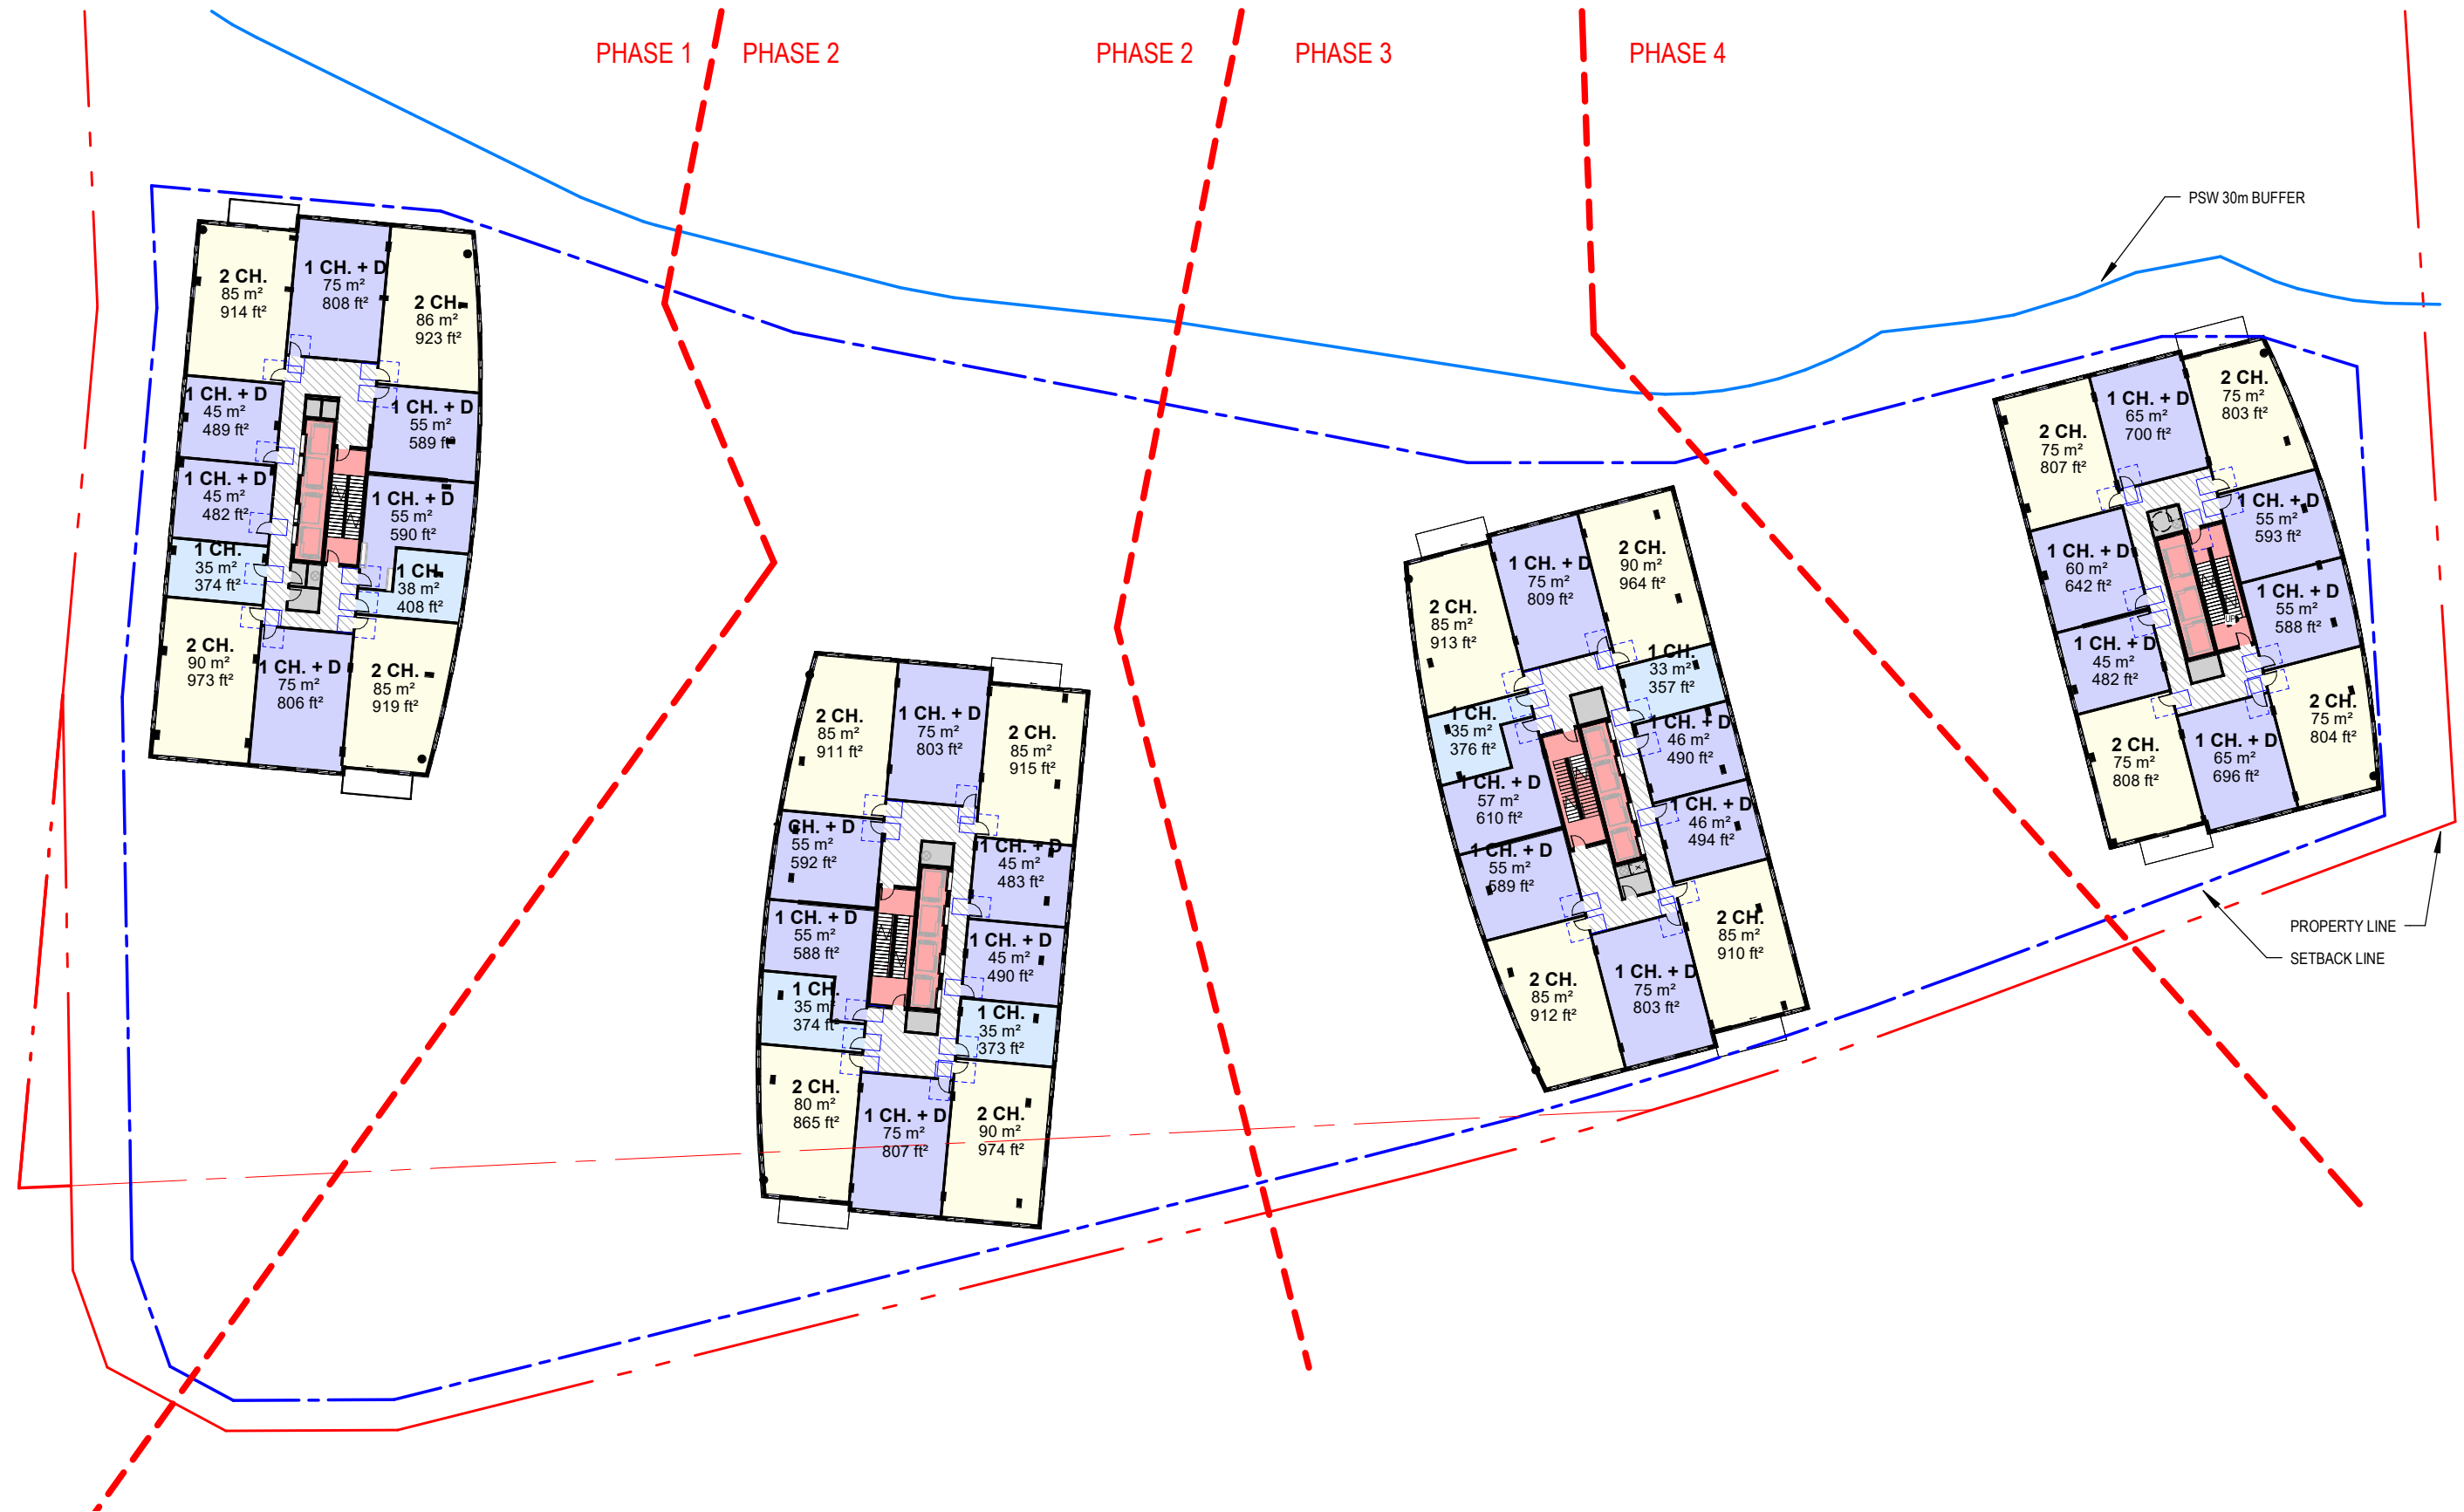 PHASE 1
PHASE 2
PHASE 2
PHASE 3
PHASE 4
PSW 30m BUFFER
2 CH.
85 m²
914 ft²
1 CH. + D
75 m²
808 ft²
2 CH.
86 m²
923 ft²
1 CH. + D
45 m²
489 ft²
1 CH. + D
55 m²
589 ft²
1 CH. + D
45 m²
482 ft²
1 CH. + D
55 m²
590 ft²
1 CH.
35 m²
374 ft²
1 CH.
38 m²
408 ft²
2 CH.
90 m²
973 ft²
1 CH. + D
75 m²
806 ft²
2 CH.
85 m²
919 ft²
2 CH.
85 m²
911 ft²
1 CH. + D
75 m²
803 ft²
2 CH.
85 m²
915 ft²
CH. + D
55 m²
592 ft²
1 CH. + D
45 m²
483 ft²
1 CH. + D
55 m²
588 ft²
1 CH. + D
45 m²
490 ft²
1 CH.
35 m²
374 ft²
1 CH.
35 m²
373 ft²
2 CH.
80 m²
865 ft²
1 CH. + D
75 m²
807 ft²
2 CH.
90 m²
974 ft²
2 CH.
85 m²
913 ft²
1 CH. + D
75 m²
809 ft²
2 CH.
90 m²
964 ft²
1 CH.
33 m²
357 ft²
1 CH.
35 m²
376 ft²
1 CH. + D
46 m²
490 ft²
1 CH. + D
57 m²
610 ft²
1 CH. + D
46 m²
494 ft²
1 CH. + D
55 m²
589 ft²
2 CH.
85 m²
912 ft²
1 CH. + D
75 m²
803 ft²
2 CH.
85 m²
910 ft²
2 CH.
75 m²
807 ft²
1 CH. + D
65 m²
700 ft²
2 CH.
75 m²
803 ft²
1 CH. + D
55 m²
593 ft²
1 CH. + D
60 m²
642 ft²
1 CH. + D
55 m²
588 ft²
UP
1 CH. + D
45 m²
482 ft²
2 CH.
75 m²
808 ft²
1 CH. + D
65 m²
696 ft²
2 CH.
75 m²
804 ft²
PROPERTY LINE
SETBACK LINE